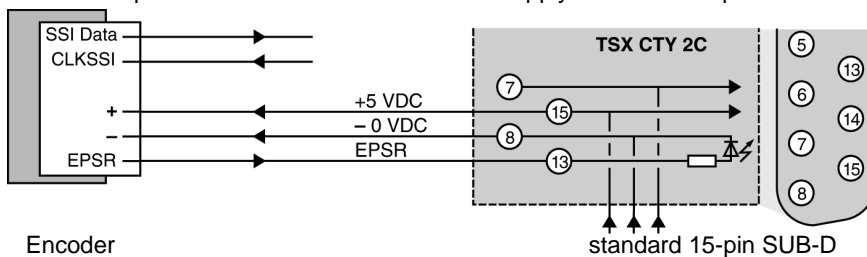 SSI Data
CLKSSI
TSX CTY 2C
5
13
7
6
+
+5 VDC
15
14
–
– 0 VDC
8
7
EPSR
EPSR
13
15
8
Encoder
standard 15-pin SUB-D